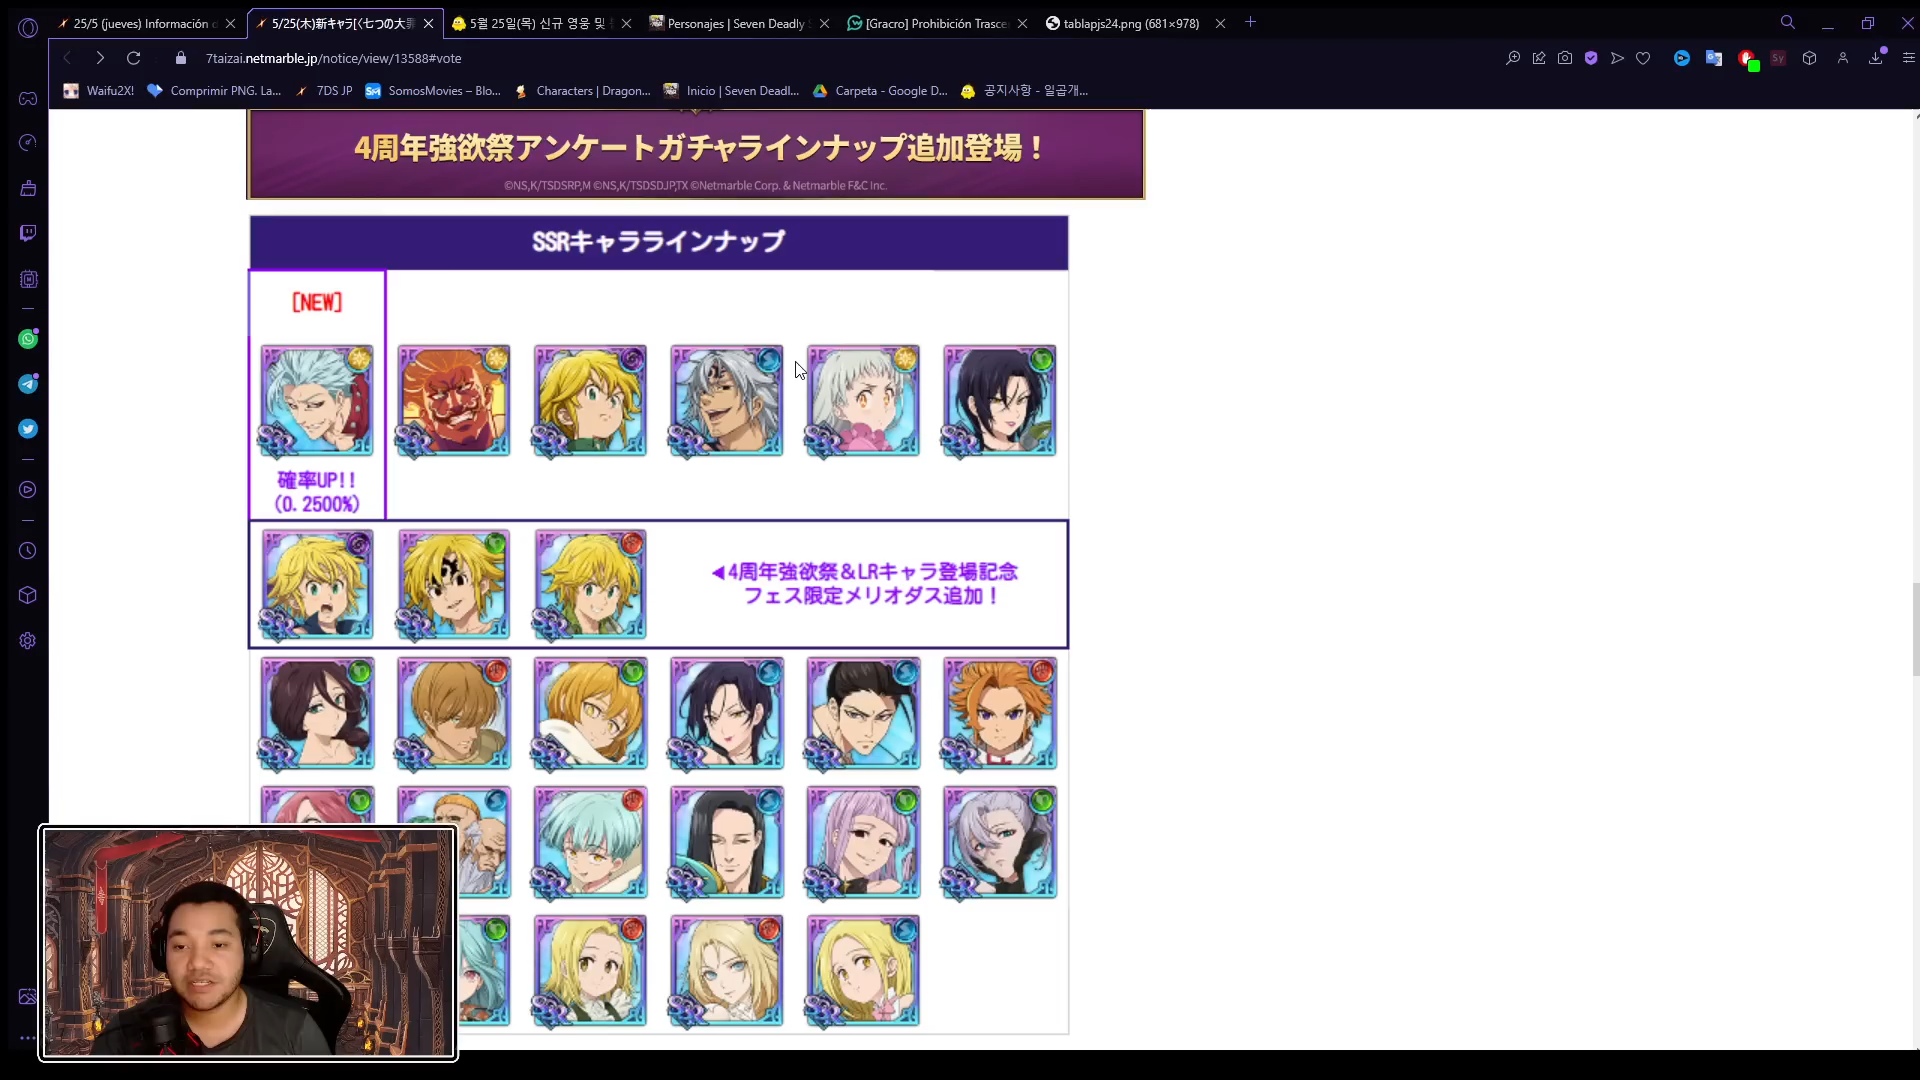 25/5 (jueves) Información
5/25(木)新キャラ[〈七つの大罪
5월 25일(목) 신규 영웅 및
Personajes | Seven Deadly
[Gracro] Prohibición Trasce
tablapjs24.png (681×978)
7taizai.netmarble.jp/notice/view/13588#vote
Waifu2X!
Comprimir PNG. La...
7DS JP
SomosMovies – Blo...
Characters | Dragon...
Inicio | Seven Deadl...
Carpeta - Google D...
공지사항 - 일곱개...
4周年強欲祭アンケートガチャラインナップ追加登場！
©NS,K/TSDSRP,M ©NS,K/TSDSDJP,TX ©Netmarble Corp. & Netmarble F&C Inc.
SSRキャララインナップ
[NEW]
確率UP!!
(0.2500%)
◀4周年強欲祭＆LRキャラ登場記念
フェス限定メリオダス追加！